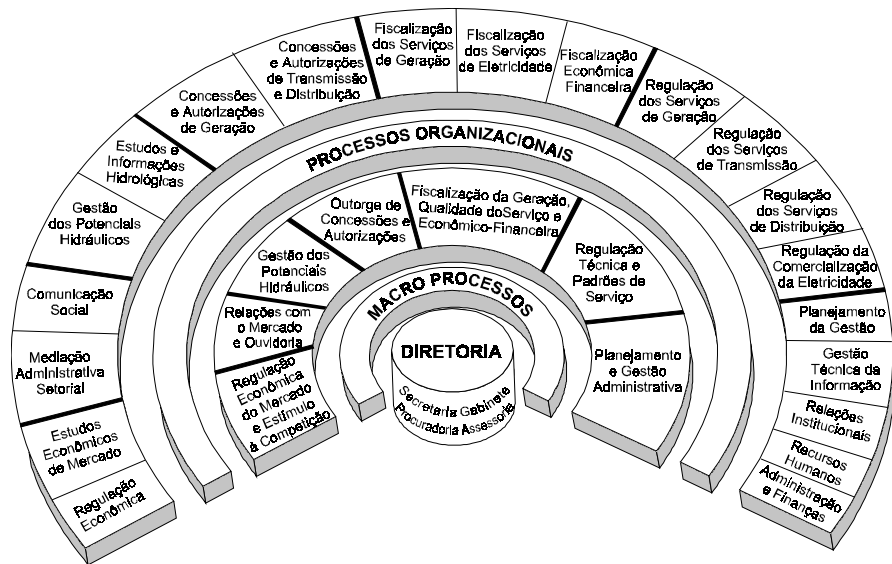 Fiscalização
dos Serviços
de Geração
Fiscalização
dos Serviços
de Eletricidade
Fiscalização
Econômica
Financeira
Concessões
e Autorizações
de Transmissão
e Distribuição
Concessões
e Autorizações
de Geração
Estudos e
Informações
Hidrológicas
Gestão
dos Potenciais
Hidráulicos
Comunicação
Social
Mediação
Administrativa
Setorial
Estudos
Econômicos
de Mercado
Regulação
Econômica
Regulação
dos Serviços
de Geração
Regulação
dos Serviços
de Transmissão
Regulação
dos Serviços
de Distribuição
Regulação da
Comercialização
da Eletricidade
Planejamento
da Gestão
Gestão
Técnica da
Informação
Relações
Institucionais
Recursos
Humanos
Administração
e Finanças
PROCESSOS ORGANIZACIONAIS
Regulação
Econômica
do Mercado
e Estímulo
à Competição
Relações com
o Mercado
e Ouvidoria
Gestão dos
Potenciais
Hidráulicos
Outorga de
Concessões e
Autorizações
Fiscalização da Geração,
Qualidade doServiço e
Econômico-Financeira
Regulação
Técnica e
Padrões de
Serviço
Planejamento
e Gestão
Administrativa
MACRO PROCESSOS
DIRETORIA
Secretaria Gabinete
Procuradoria Assessoria